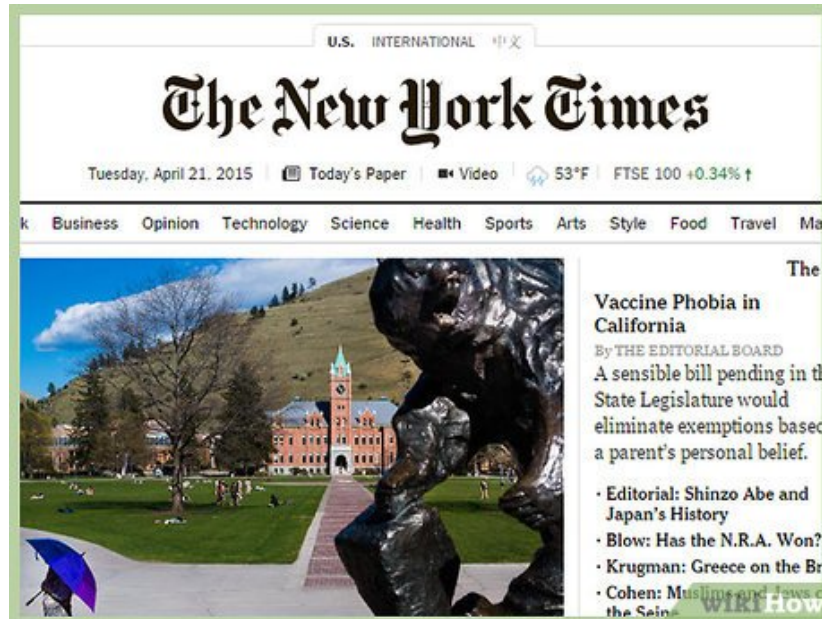 U.S. INTERNATIONAL 中文
The New York Times
Tuesday, April 21, 2015 Today's Paper Video 53°F FTSE 100 +0.34% ↑
Business Opinion Technology Science Health Sports Arts Style Food Travel
The
Vaccine Phobia in
California
By THE EDITORIAL BOARD
A sensible bill pending in
State Legislature would
eliminate exemptions
a parent's personal belief.
· Editorial: Shinzo Abe and
Japan's History
· Blow: Has the N.R.A. Won?
· Krugman: Greece on the
· Cohen: Muslims and Jews
the Seine
wikiHow